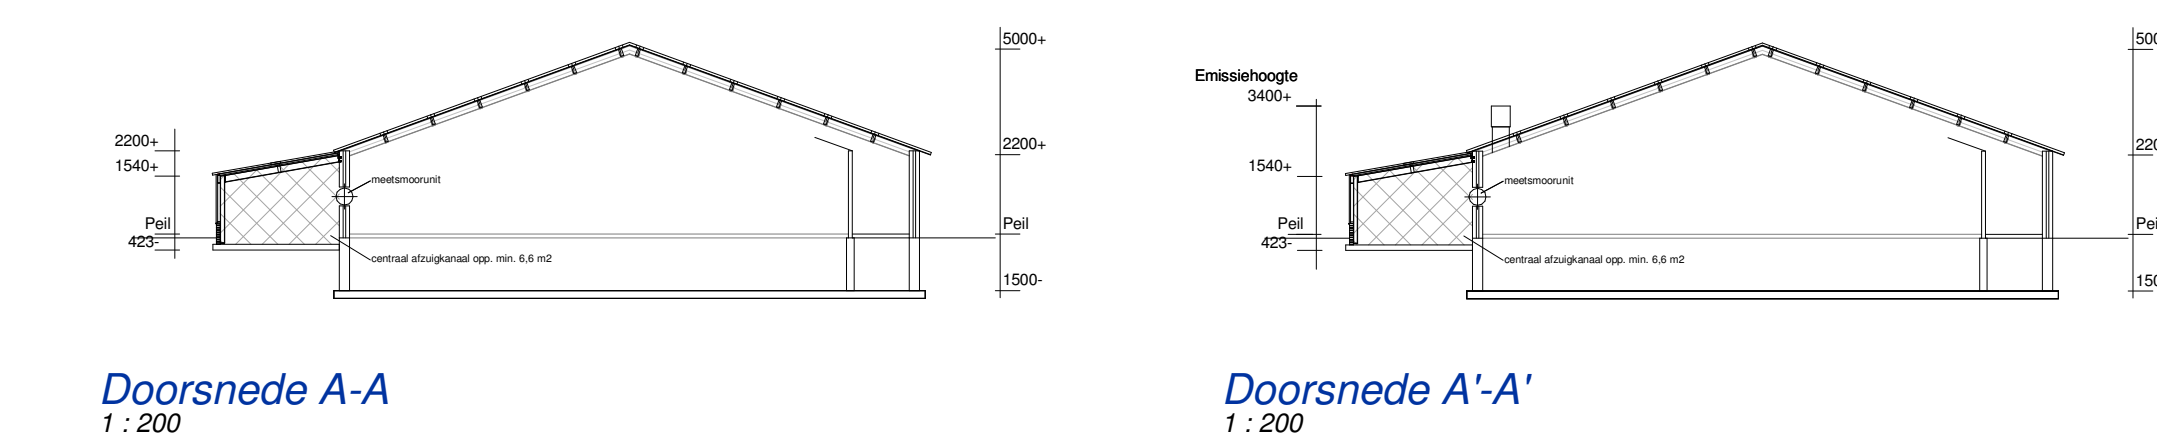 5000+
2200+
1540+
meetsmoorunit
2200+
Peil
423-
Peil
centraal afzuigkanaal opp. min. 6,6 m2
1500-
Doorsnede A-A
1 : 200
Emissiehoogte
3400+
1540+
meetsmoorunit
Peil
423-
centraal afzuigkanaal opp. min. 6,6 m2
Doorsnede A'-A'
1 : 200